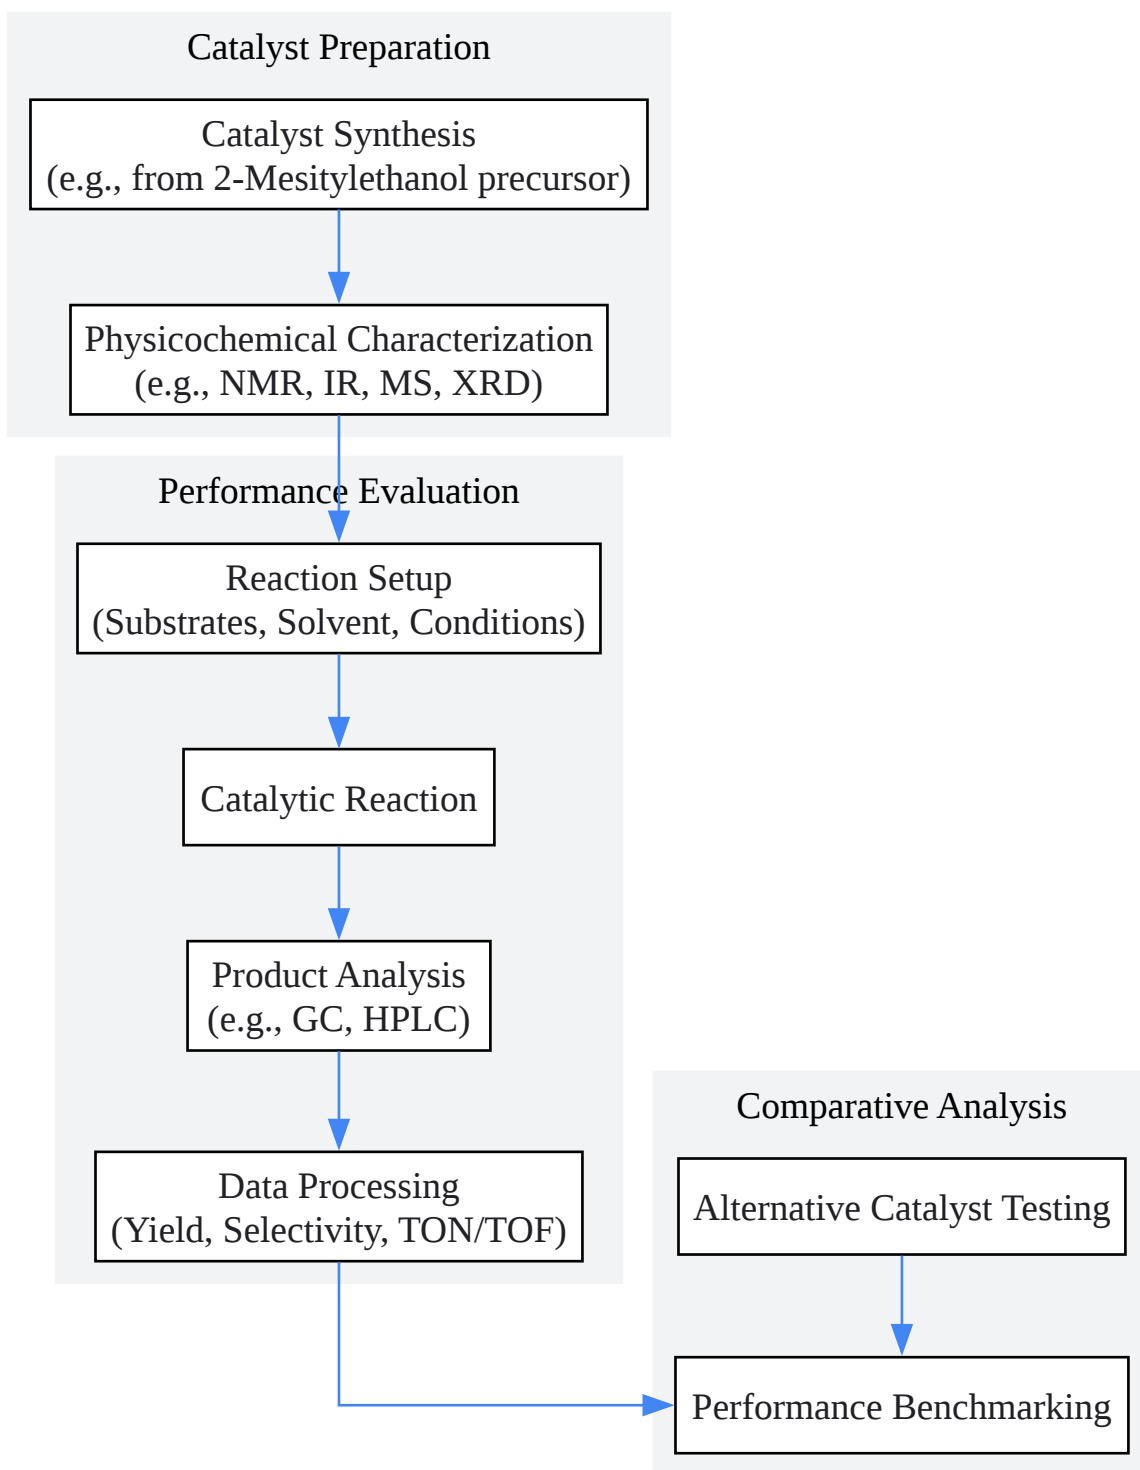 Catalyst Preparation
Catalyst Synthesis
(e.g., from 2-Mesitylethanol precursor)
Physicochemical Characterization
(e.g., NMR, IR, MS, XRD)
Performance Evaluation
Reaction Setup
(Substrates, Solvent, Conditions)
Catalytic Reaction
Product Analysis
(e.g., GC, HPLC)
Data Processing
(Yield, Selectivity, TON/TOF)
Comparative Analysis
Alternative Catalyst Testing
Performance Benchmarking